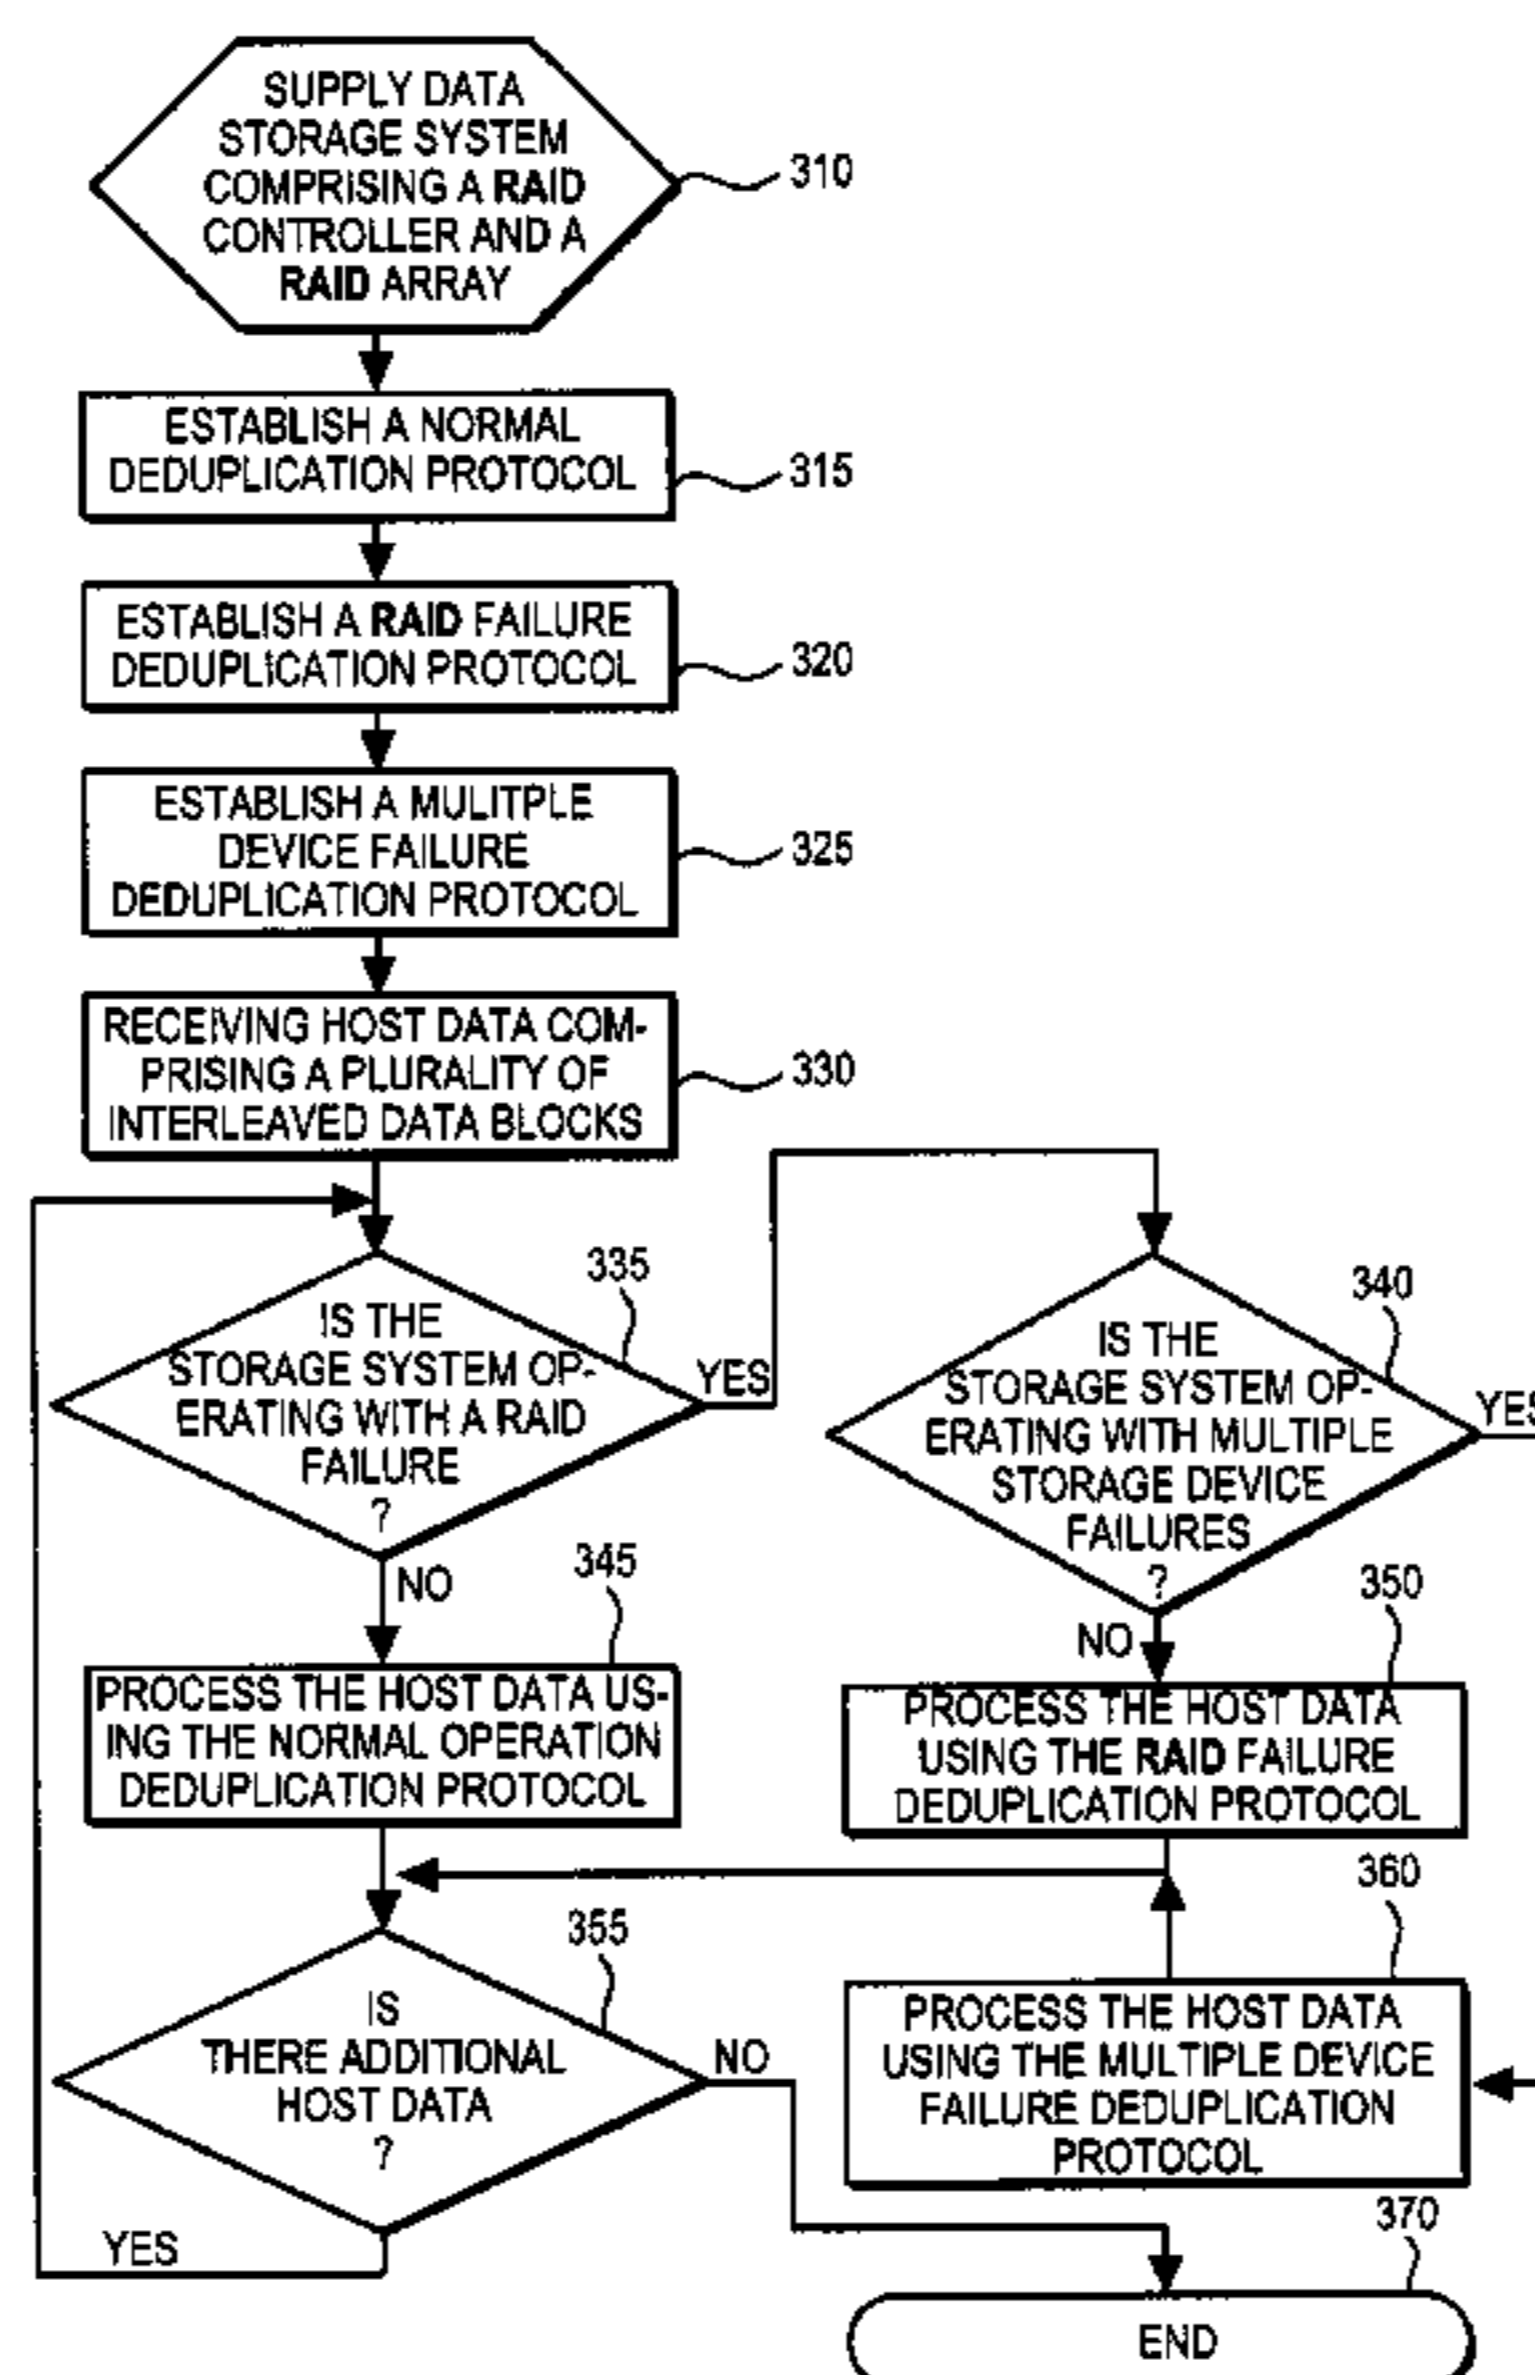 SUPPLY DATA
STORAGE SYSTEM
COMPRISING A RAID
CONTROLLER AND A
RAID ARRAY
310
ESTABLISH A NORMAL
DEDUPLICATION PROTOCOL
315
ESTABLISH A RAID FAILURE
DEDUPLICATION PROTOCOL
320
ESTABLISH A MULITPLE
DEVICE FAILURE
DEDUPLICATION PROTOCOL
325
RECEIVING HOST DATA COM-
PRISING A PLURALITY OF
INTERLEAVED DATA BLOCKS
330
335
IS THE
STORAGE SYSTEM OP-
ERATING WITH A RAID
FAILURE
?
YES
NO
340
IS THE
STORAGE SYSTEM OP-
ERATING WITH MULTIPLE
STORAGE DEVICE
FAILURES
?
YES
NO
345
PROCESS THE HOST DATA US-
ING THE NORMAL OPERATION
DEDUPLICATION PROTOCOL
350
PROCESS THE HOST DATA
USING THE RAID FAILURE
DEDUPLICATION PROTOCOL
355
IS
THERE ADDITIONAL
HOST DATA
?
NO
YES
360
PROCESS THE HOST DATA
USING THE MULTIPLE DEVICE
FAILURE DEDUPLICATION
PROTOCOL
370
END